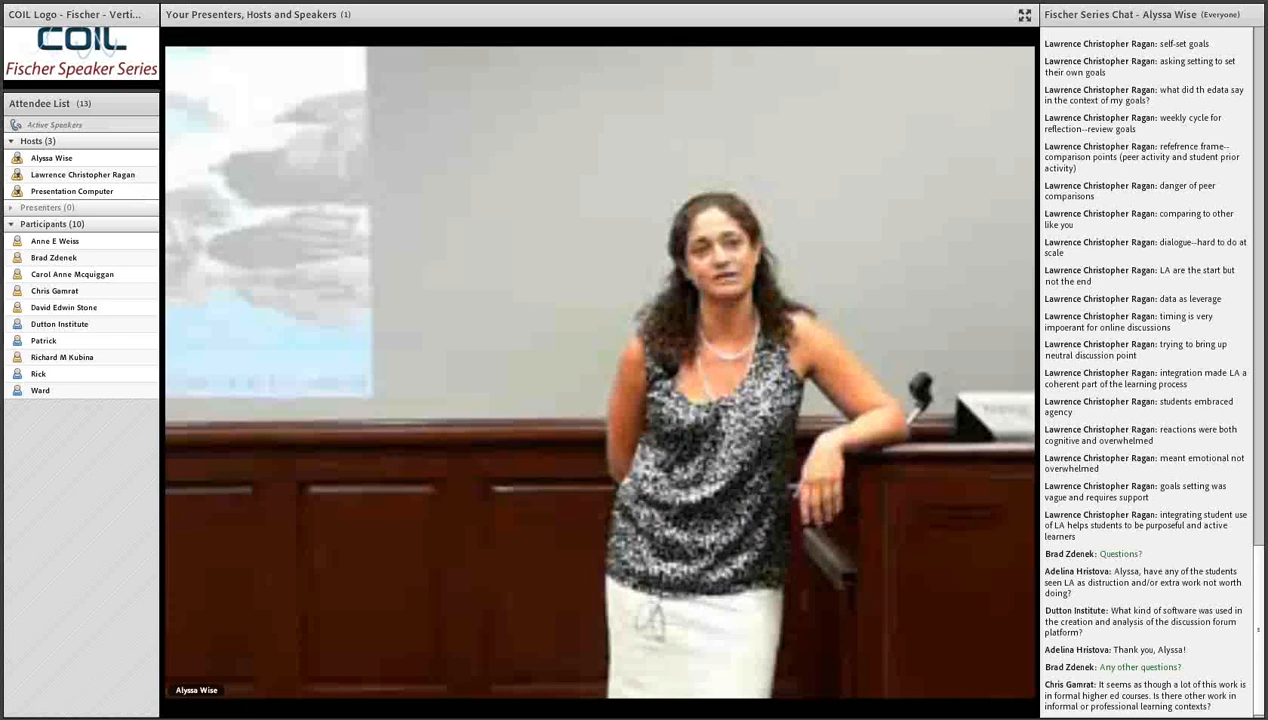 COIL Logo - Fischer - Verti...
COIL
Fischer Speaker Series
Attendee List (13)
Active Speakers
Hosts (3)
Alyssa Wise
Lawrence Christopher Ragan
Presentation Computer
Presenters (0)
Participants (10)
Anne E Weiss
Brad Zdenek
Carol Anne Mcquiggan
Chris Gamrat
David Edwin Stone
Dutton Institute
Patrick
Richard M Kubina
Rick
Ward
Your Presenters, Hosts and Speakers (1)
Alyssa Wise
Fischer Series Chat - Alyssa Wise (Everyone)
Lawrence Christopher Ragan: self-set goals
Lawrence Christopher Ragan: asking setting to set
their own goals
Lawrence Christopher Ragan: what did th edata say
in the context of my goals?
Lawrence Christopher Ragan: weekly cycle for
reflection--review goals
Lawrence Christopher Ragan: refefrence frame--
comparison points (peer activity and student prior
activity)
Lawrence Christopher Ragan: danger of peer
comparisons
Lawrence Christopher Ragan: comparing to other
like you
Lawrence Christopher Ragan: dialogue--hard to do at
scale
Lawrence Christopher Ragan: LA are the start but
not the end
Lawrence Christopher Ragan: data as leverage
Lawrence Christopher Ragan: timing is very
impoerant for online discussions
Lawrence Christopher Ragan: trying to bring up
neutral discussion point
Lawrence Christopher Ragan: integration made LA a
coherent part of the learning process
Lawrence Christopher Ragan: students embraced
agency
Lawrence Christopher Ragan: reactions were both
cognitive and overwhelmed
Lawrence Christopher Ragan: meant emotional not
overwhelmed
Lawrence Christopher Ragan: goals setting was
vague and requires support
Lawrence Christopher Ragan: integrating student use
of LA helps students to be purposeful and active
learners
Brad Zdenek: Questions?
Adelina Hristova: Alyssa, have any of the students
seen LA as distruction and/or extra work not worth
doing?
Dutton Institute: What kind of software was used in
the creation and analysis of the discussion forum
platform?
Adelina Hristova: Thank you, Alyssa!
Brad Zdenek: Any other questions?
Chris Gamrat: It seems as though a lot of this work is
in formal higher ed courses. Is there other work in
informal or professional learning contexts?